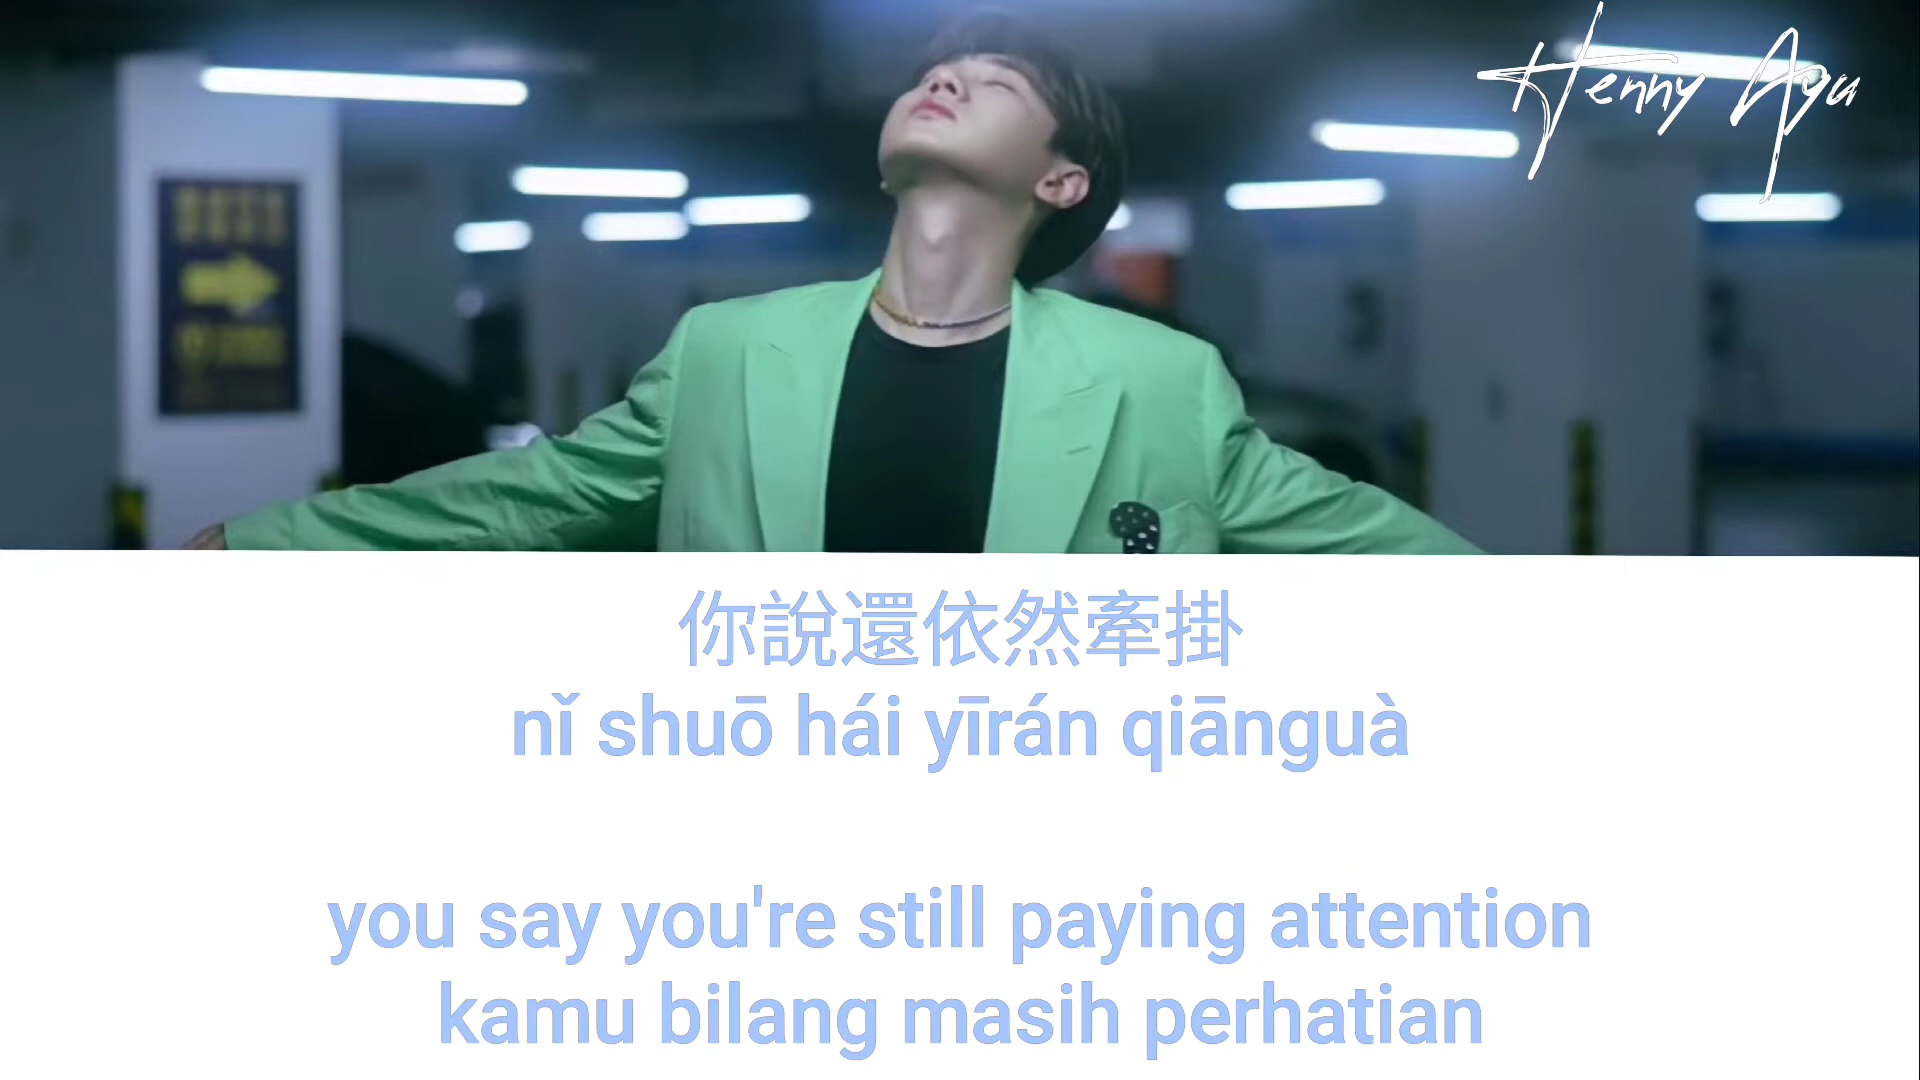 Henny Ayu
你說還依然牽掛
nǐ shuō hái yīrán qiānguà
you say you're still paying attention
kamu bilang masih perhatian